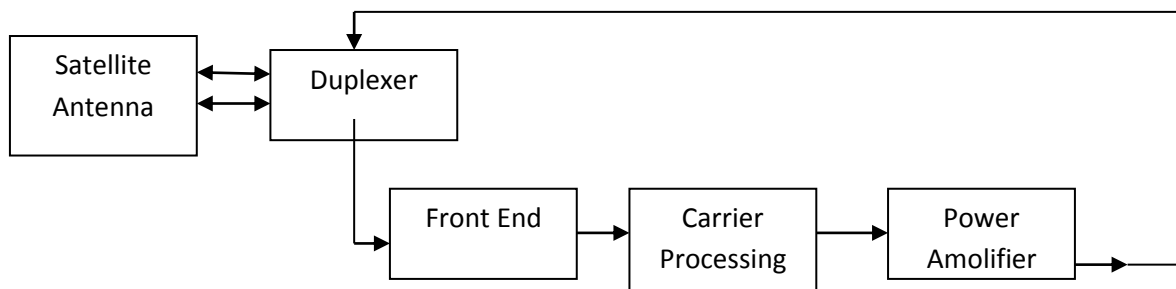 Satellite
Antenna
Duplexer
Front End
Carrier
Processing
Power
Amolifier